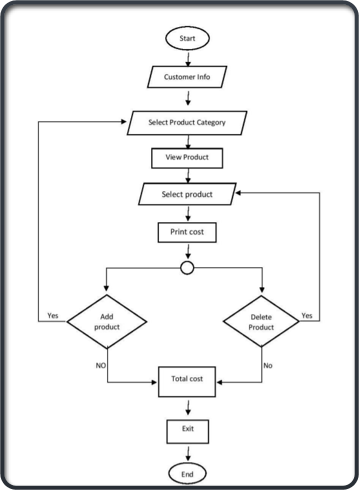 Start
Customer Info
Select Product Category
View Product
Select product
Print cost
Yes
Add
product
Delete
Product
Yes
NO
Total cost
No
Exit
End